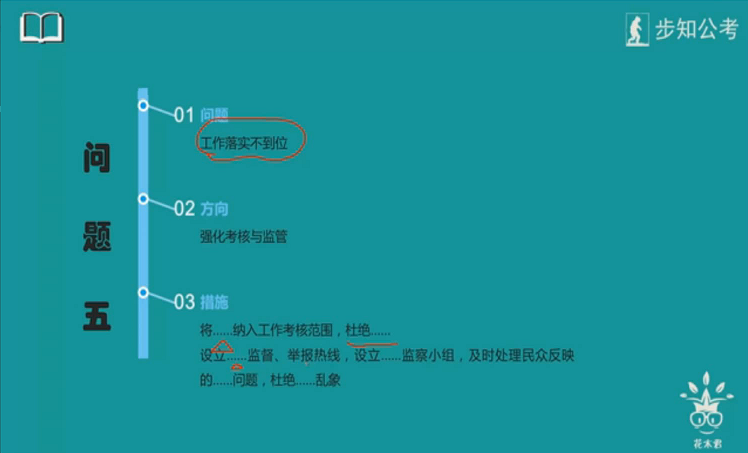 步知公考
问题五
01 问题
工作落实不到位
02 方向
强化考核与监管
03 措施
将......纳入工作考核范围，杜绝......
设立......监督、举报热线，设立......监察小组，及时处理民众反映
的......问题，杜绝......乱象
花木君